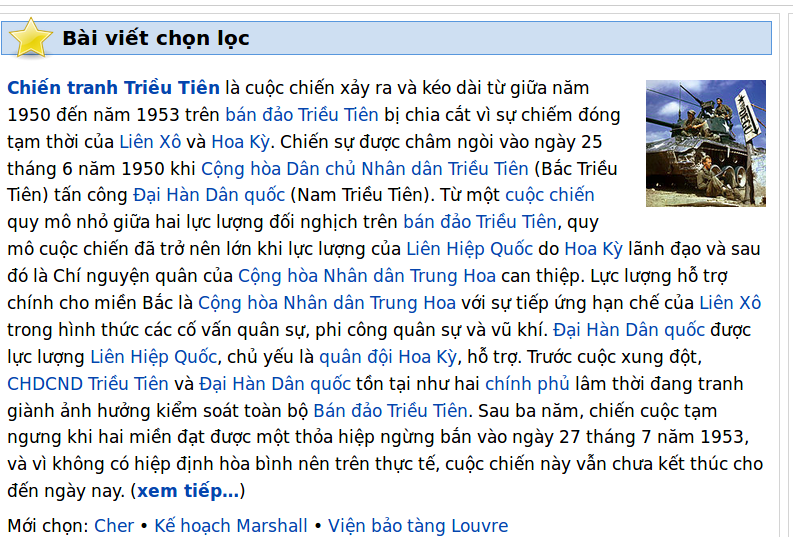 Bài viết chọn lọc
Chiến tranh Triều Tiên là cuộc chiến xảy ra và kéo dài từ giữa năm
1950 đến năm 1953 trên bán đảo Triều Tiên bị chia cắt vì sự chiếm đóng
tạm thời của Liên Xô và Hoa Kỳ. Chiến sự được châm ngòi vào ngày 25
tháng 6 năm 1950 khi Cộng hòa Dân chủ Nhân dân Triều Tiên (Bắc Triều
Tiên) tấn công Đại Hàn Dân quốc (Nam Triều Tiên). Từ một cuộc chiến
quy mô nhỏ giữa hai lực lượng đối nghịch trên bán đảo Triều Tiên, quy
mô cuộc chiến đã trở nên lớn khi lực lượng của Liên Hiệp Quốc do Hoa Kỳ lãnh đạo và sau
đó là Chí nguyện quân của Cộng hòa Nhân dân Trung Hoa can thiệp. Lực lượng hỗ trợ
chính cho miền Bắc là Cộng hòa Nhân dân Trung Hoa với sự tiếp ứng hạn chế của Liên Xô
trong hình thức các cố vấn quân sự, phi công quân sự và vũ khí. Đại Hàn Dân quốc được
lực lượng Liên Hiệp Quốc, chủ yếu là quân đội Hoa Kỳ, hỗ trợ. Trước cuộc xung đột,
CHDCND Triều Tiên và Đại Hàn Dân quốc tồn tại như hai chính phủ lâm thời đang tranh
giành ảnh hưởng kiểm soát toàn bộ Bán đảo Triều Tiên. Sau ba năm, chiến cuộc tạm
ngưng khi hai miền đạt được một thỏa hiệp ngừng bắn vào ngày 27 tháng 7 năm 1953,
và vì không có hiệp định hòa bình nên trên thực tế, cuộc chiến này vẫn chưa kết thúc cho
đến ngày nay. (xem tiếp...)
Mới chọn: Cher • Kế hoạch Marshall • Viện bảo tàng Louvre